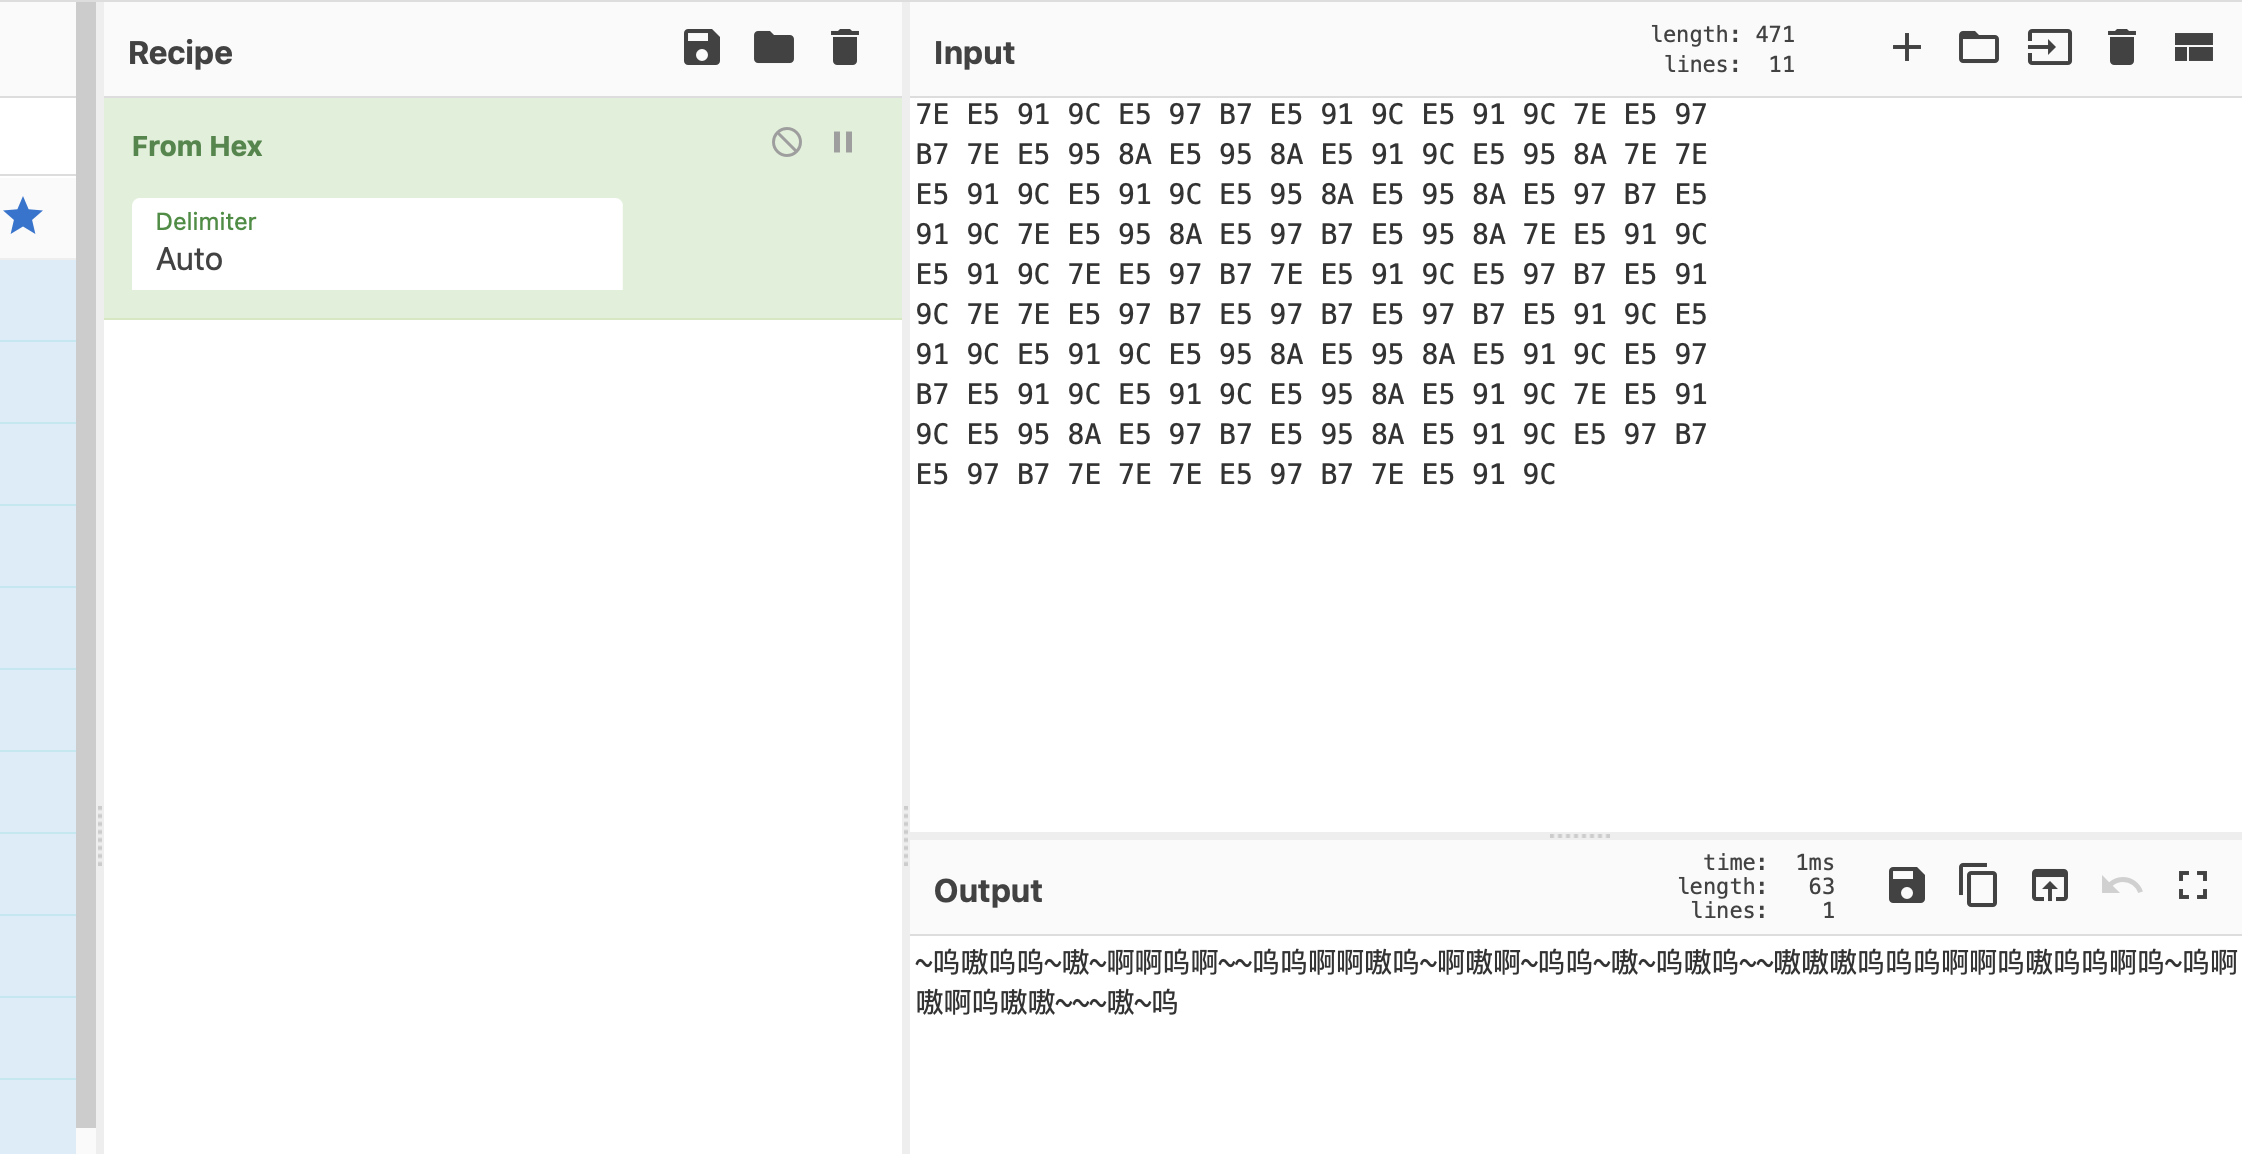 Recipe
From Hex
Delimiter
Auto
Input
length: 471
lines: 11
7E E5 91 9C E5 97 B7 E5 91 9C E5 91 9C 7E E5 97
B7 7E E5 95 8A E5 95 8A E5 91 9C E5 95 8A 7E 7E
E5 91 9C E5 91 9C E5 95 8A E5 95 8A E5 97 B7 E5
91 9C 7E E5 95 8A E5 97 B7 E5 95 8A 7E E5 91 9C
E5 91 9C 7E E5 97 B7 7E E5 91 9C E5 97 B7 E5 91
9C 7E 7E E5 97 B7 E5 97 B7 E5 97 B7 E5 91 9C E5
91 9C E5 91 9C E5 95 8A E5 95 8A E5 91 9C E5 97
B7 E5 91 9C E5 91 9C E5 95 8A E5 91 9C 7E E5 91
9C E5 95 8A E5 97 B7 E5 95 8A E5 91 9C E5 97 B7
E5 97 B7 7E 7E 7E E5 97 B7 7E E5 91 9C
Output
time: 1ms
length: 63
lines: 1
~呜嗷呜呜~嗷~啊啊呜啊~~呜呜啊啊嗷呜~啊嗷啊~呜呜~嗷~呜嗷呜~~嗷嗷嗷呜呜呜啊啊呜嗷呜呜啊呜~呜啊
嗷啊呜嗷嗷~~~嗷~呜